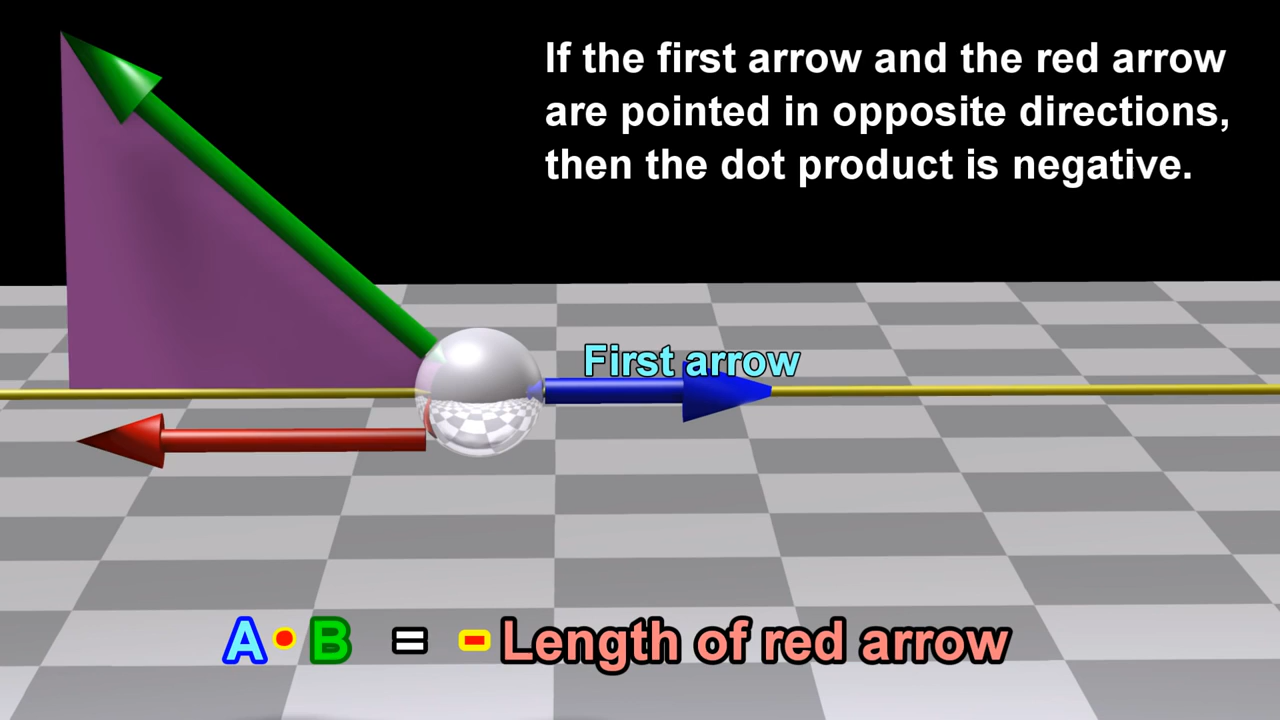 If the first arrow and the red arrow
are pointed in opposite directions,
then the dot product is negative.
First arrow
A • B = - Length of red arrow